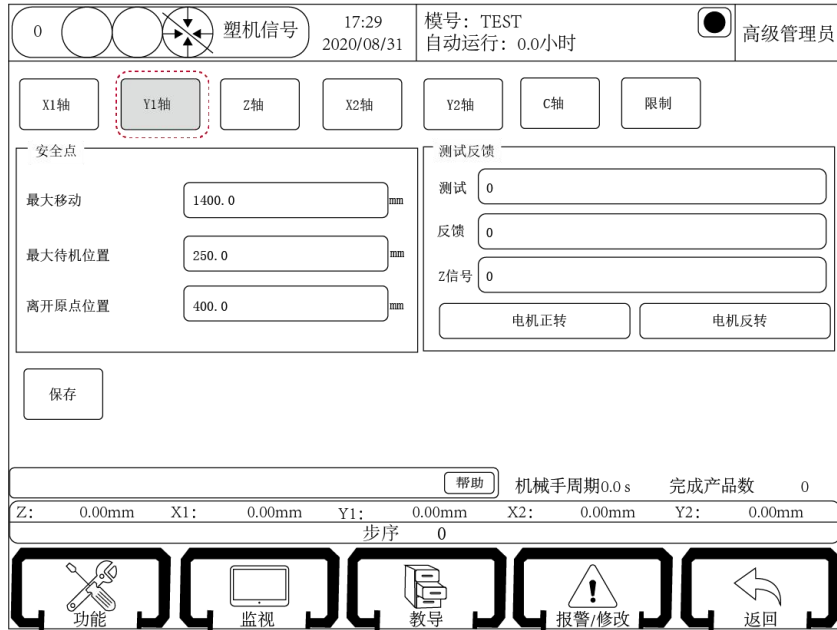 0 塑机信号 17:29 模号: TEST 高级管理员
2020/08/31 自动运行: 0.0小时
X1轴 Y1轴 Z轴 X2轴 Y2轴 C轴 限制
安全点
最大移动 1400.0 mm
最大待机位置 250.0 mm
离开原点位置 400.0 mm
测试反馈
测试 0
反馈 0
Z信号 0
电机正转 电机反转
保存
帮助 机械手周期0.0 s 完成产品数 0
Z: 0.00mm X1: 0.00mm Y1: 0.00mm X2: 0.00mm Y2: 0.00mm
步序 0
功能 监视 教导 报警/修改 返回